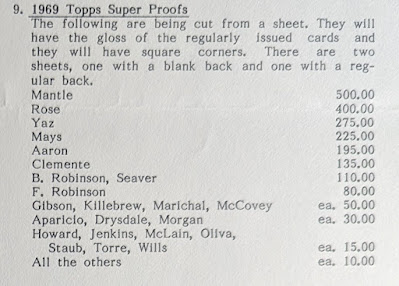 9. 1969 Topps Super Proofs
The following are being cut from a sheet. They will
have the gloss of the regularly issued cards and
they will have square corners. There are two
sheets, one with a blank back and one with a reg-
ular back.
Mantle 500.00
Rose 400.00
Yaz 275.00
Mays 225.00
Aaron 195.00
Clemente 135.00
B. Robinson, Seaver 110.00
F. Robinson 80.00
Gibson, Killebrew, Marichal, McCovey ea. 50.00
Aparicio, Drysdale, Morgan ea. 30.00
Howard, Jenkins, McLain, Oliva,
Staub, Torre, Wills ea. 15.00
All the others ea. 10.00